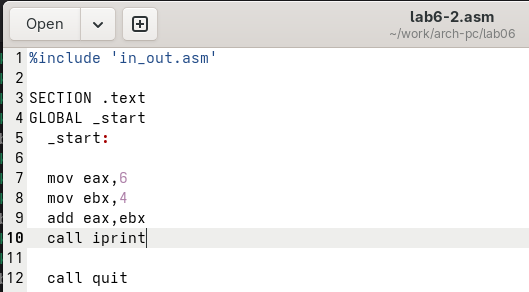 Open
lab6-2.asm
~/work/arch-pc/lab06
1 %include 'in_out.asm'
2
3 SECTION .text
4 GLOBAL _start
5 _start:
6
7 mov eax,6
8 mov ebx,4
9 add eax,ebx
10 call iprint
11
12 call quit